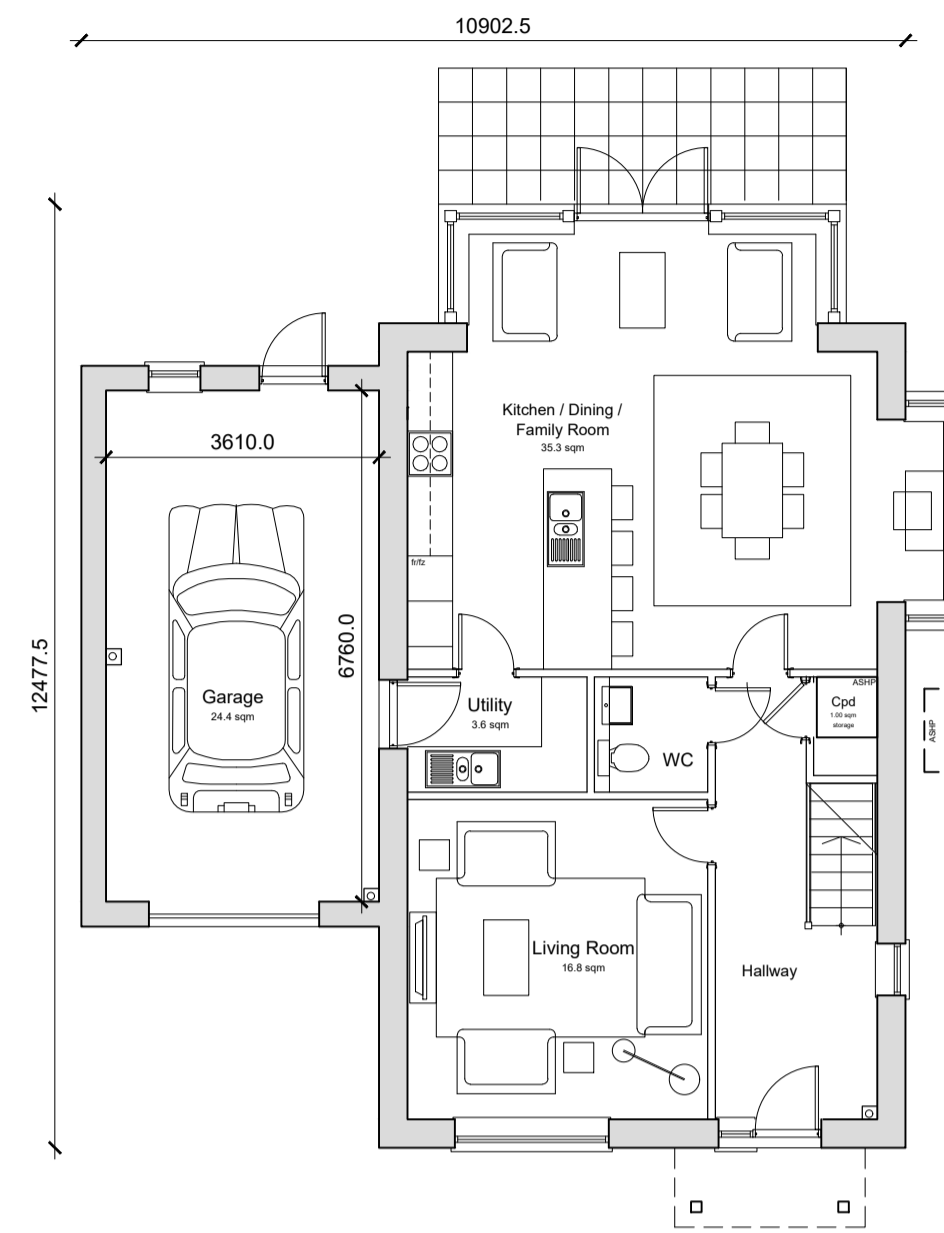 10902.5
12477.5
3610.0
6760.0
Kitchen / Dining /
Family Room
35.3 sqm
fr/fz
Garage
24.4 sqm
Utility
3.6 sqm
WC
ASHP
Cpd
1.00 sqm
storage
ASHP
Living Room
16.8 sqm
Hallway